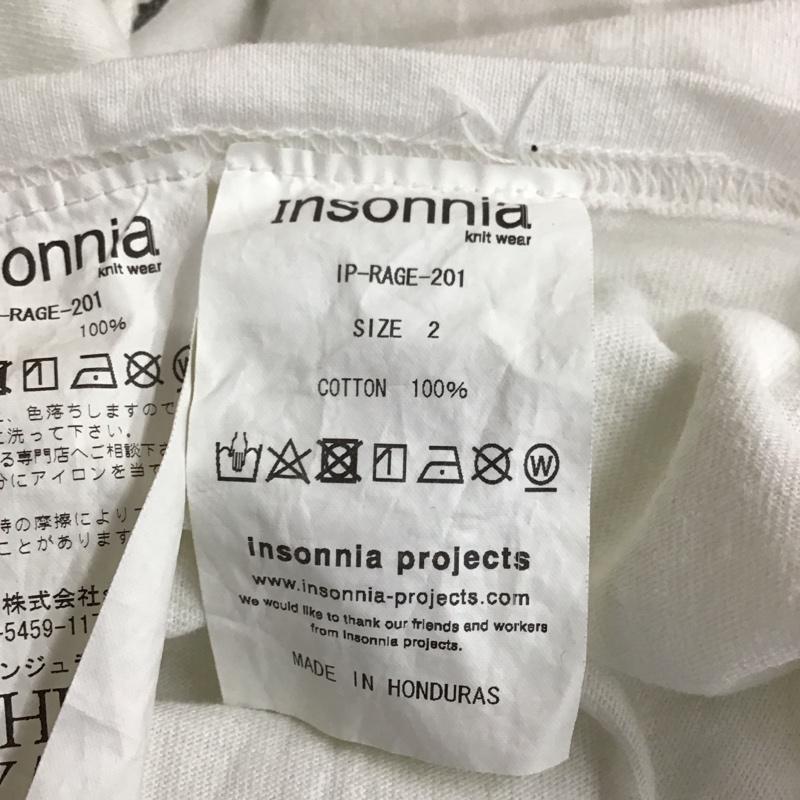 insonnia
knit wear
IP-RAGE-201
SIZE 2
COTTON 100%
W
insonnia projects
www.insonnia-projects.com
We would like to thank our friends and workers
from insonnia projects.
MADE IN HONDURAS
onnia
knit wear
-RAGE-201
100%
色落ちしますので
洗って下さい。
る専門店へご相談下
分にアイロンを当て
時の摩擦により
ことがあります
株式会社
-5459-11
ンジュ
H